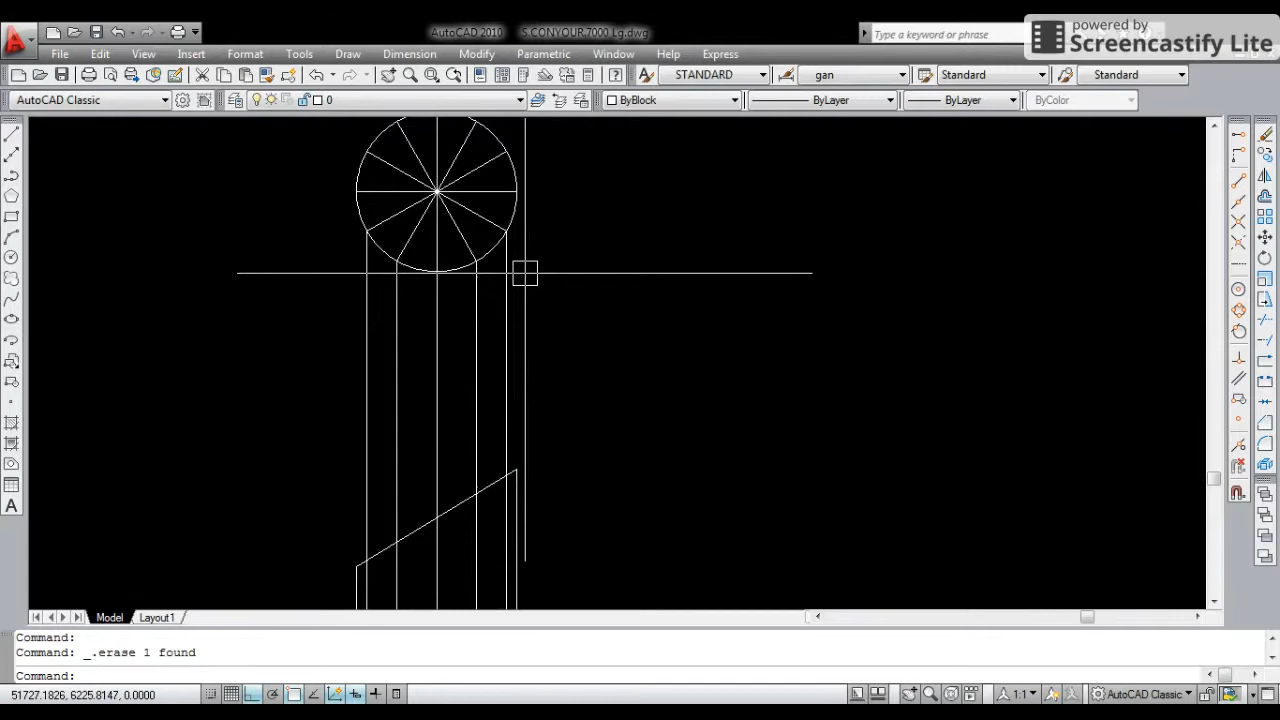 powered by
Screencastify Lite
AutoCAD 2010 S.CONYOUR.7000 Lg.dwg
Type a keyword or phrase
File Edit View Insert Format Tools Draw Dimension Modify Parametric Window Help Express
STANDARD gan Standard Standard
AutoCAD Classic 0 ByBlock ByLayer ByLayer ByColor
A
Model Layout1
Command:
Command: _.erase 1 found
Command:
51727.1826, 6225.8147, 0.0000 1:1 AutoCAD Classic